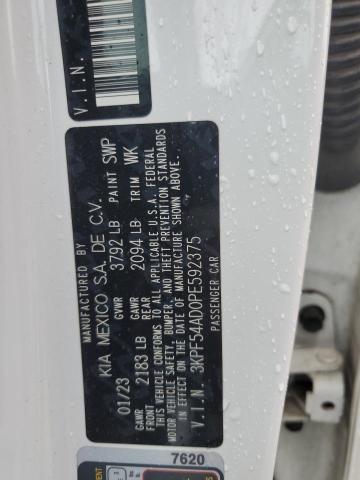 V.I.N.
MANUFACTURED BY
KIA MEXICO S.A. DE C.V.
01/23 GVWR 3792 LB PAINT SWP
GAWR FRONT 2183 LB GAWR REAR 2094 LB TRIM WK
THIS VEHICLE CONFORMS TO ALL APPLICABLE U.S.A. FEDERAL
MOTOR VEHICLE SAFETY, BUMPER, AND THEFT PREVENTION STANDARDS
IN EFFECT ON THE DATE OF MANUFACTURE SHOWN ABOVE.
V.I.N. 3KPF54AD0PE592375
PASSENGER CAR
7620